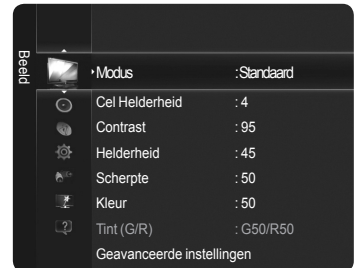 Beeld
Modus :Standaard
Cel Helderheid : 4
Contrast : 95
Helderheid : 45
Scherpte : 50
Kleur : 50
Tint (G/R) : G50/R50
Geavanceerde instellingen